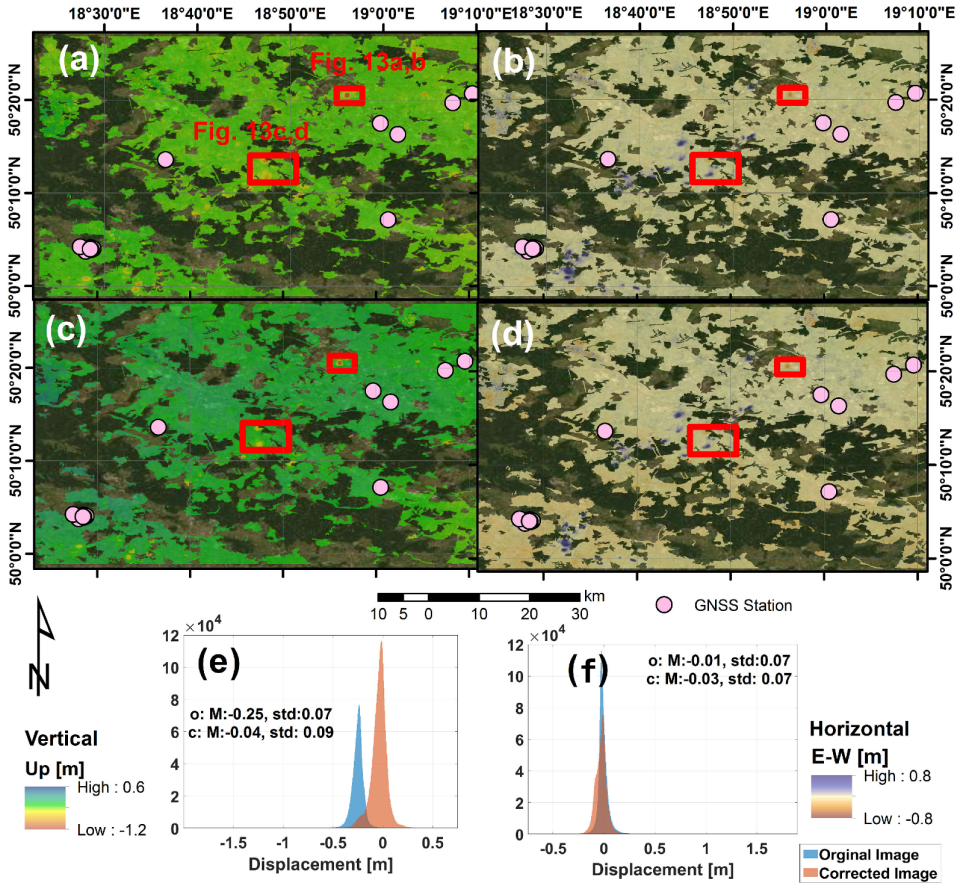 18°30'0"E 18°40'0"E 18°50'0"E 19°0'0"E 19°10'0"E
18°30'0"E 18°40'0"E 18°50'0"E 19°0'0"E 19°10'0"E
(a)
Fig. 13a,b
Fig. 13c,d
50°20'0"N
50°10'0"N
50°0'0"N
(b)
50°20'0"N
50°10'0"N
50°0'0"N
(c)
50°20'0"N
50°10'0"N
50°0'0"N
(d)
50°20'0"N
50°10'0"N
50°0'0"N
km
10 5 0 10 20 30
GNSS Station
N
×10⁴
12
10
8
6
4
2
0
(e)
o: M:-0.25, std:0.07
c: M:-0.04, std: 0.09
-1.5 -1 -0.5 0 0.5
Displacement [m]
×10⁴
12
10
8
6
4
2
0
(f)
o: M:-0.01, std:0.07
c: M:-0.03, std: 0.07
-0.5 0 0.5 1 1.5
Displacement [m]
Vertical
Up [m]
High : 0.6
Low : -1.2
Horizontal
E-W [m]
High : 0.8
Low : -0.8
Orginal Image
Corrected Image